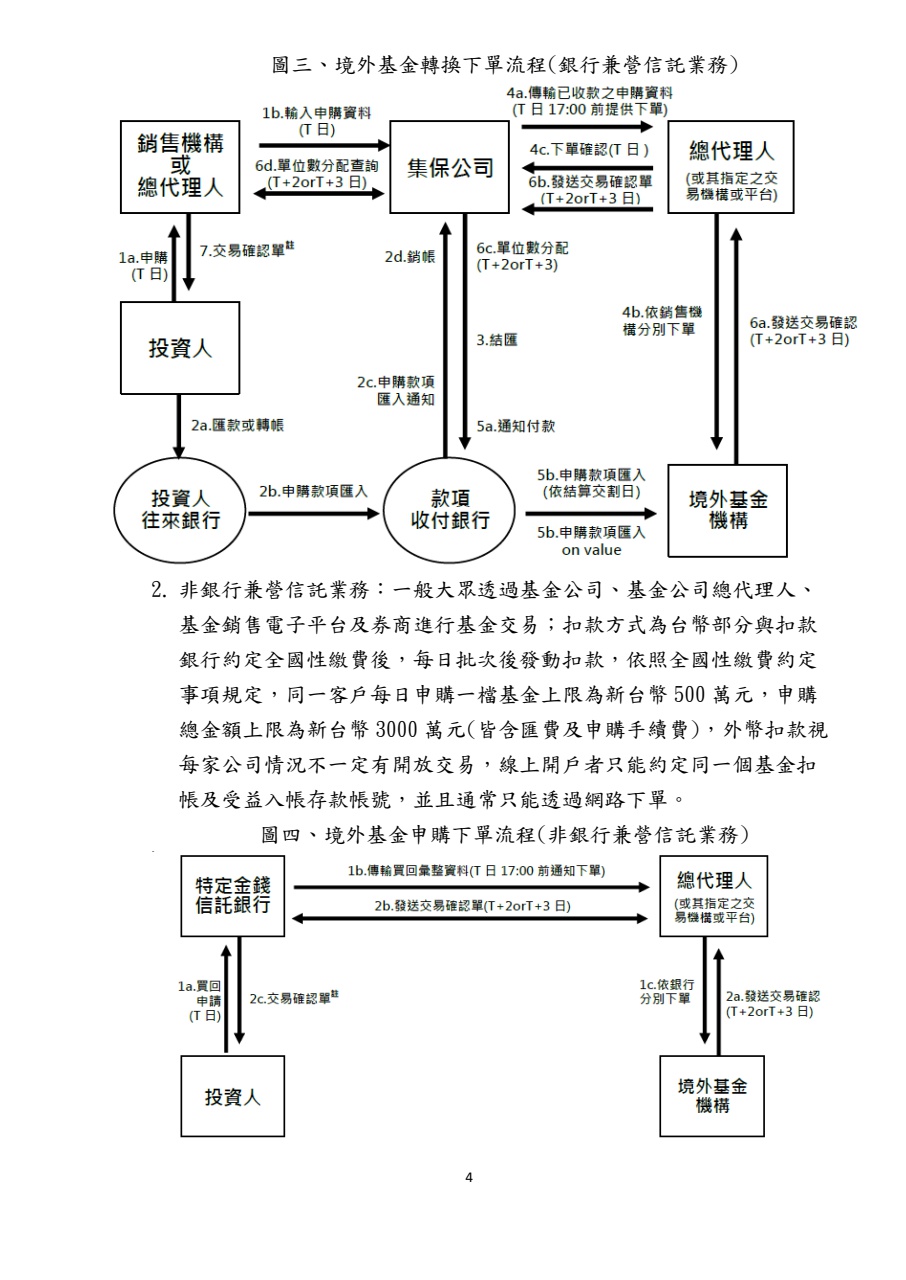 圖三、境外基金轉換下單流程(銀行兼營信託業務)
4a.傳輸已收款之申購資料
(T 日 17:00 前提供下單)
1b.輸入申購資料
(T 日)
銷售機構
或
總代理人
集保公司
4c.下單確認(T 日 )
總代理人
(或其指定之交
易機構或平台)
6d.單位數分配查詢
(T+2orT+3 日)
6b.發送交易確認單
(T+2orT+3 日)
1a.申購
(T 日)
7.交易確認單註
2d.銷帳
6c.單位數分配
(T+2orT+3)
4b.依銷售機
構分別下單
6a.發送交易確認
(T+2orT+3 日)
投資人
3.結匯
2c.申購款項
匯入通知
2a.匯款或轉帳
5a.通知付款
投資人
往來銀行
2b.申購款項匯入
款項
收付銀行
5b.申購款項匯入
(依結算交割日)
5b.申購款項匯入
on value
境外基金
機構
2. 非銀行兼營信託業務：一般大眾透過基金公司、基金公司總代理人、
基金銷售電子平台及券商進行基金交易；扣款方式為台幣部分與扣款
銀行約定全國性繳費後，每日批次後發動扣款，依照全國性繳費約定
事項規定，同一客戶每日申購一檔基金上限為新台幣 500 萬元，申購
總金額上限為新台幣 3000 萬元(皆含匯費及申購手續費)，外幣扣款視
每家公司情況不一定有開放交易，線上開戶者只能約定同一個基金扣
帳及受益入帳存款帳號，並且通常只能透過網路下單。
圖四、境外基金申購下單流程(非銀行兼營信託業務)
特定金錢
信託銀行
1b.傳輸買回彙整資料(T 日 17:00 前通知下單)
2b.發送交易確認單(T+2orT+3 日)
總代理人
(或其指定之交
易機構或平台)
1a.買回
申請
(T 日)
2c.交易確認單註
1c.依銀行
分別下單
2a.發送交易確認
(T+2orT+3 日)
投資人
境外基金
機構
4